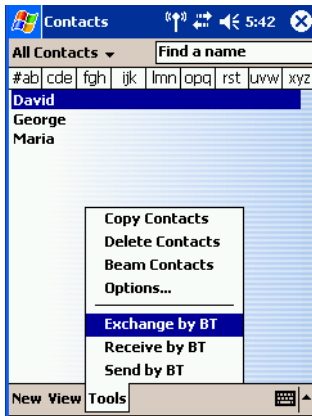 Contacts 5:42
All Contacts Find a name
#ab cde fgh ijk lmn opq rst uvw xyz
David
George
Maria
Copy Contacts
Delete Contacts
Beam Contacts
Options...
Exchange by BT
Receive by BT
Send by BT
New View Tools